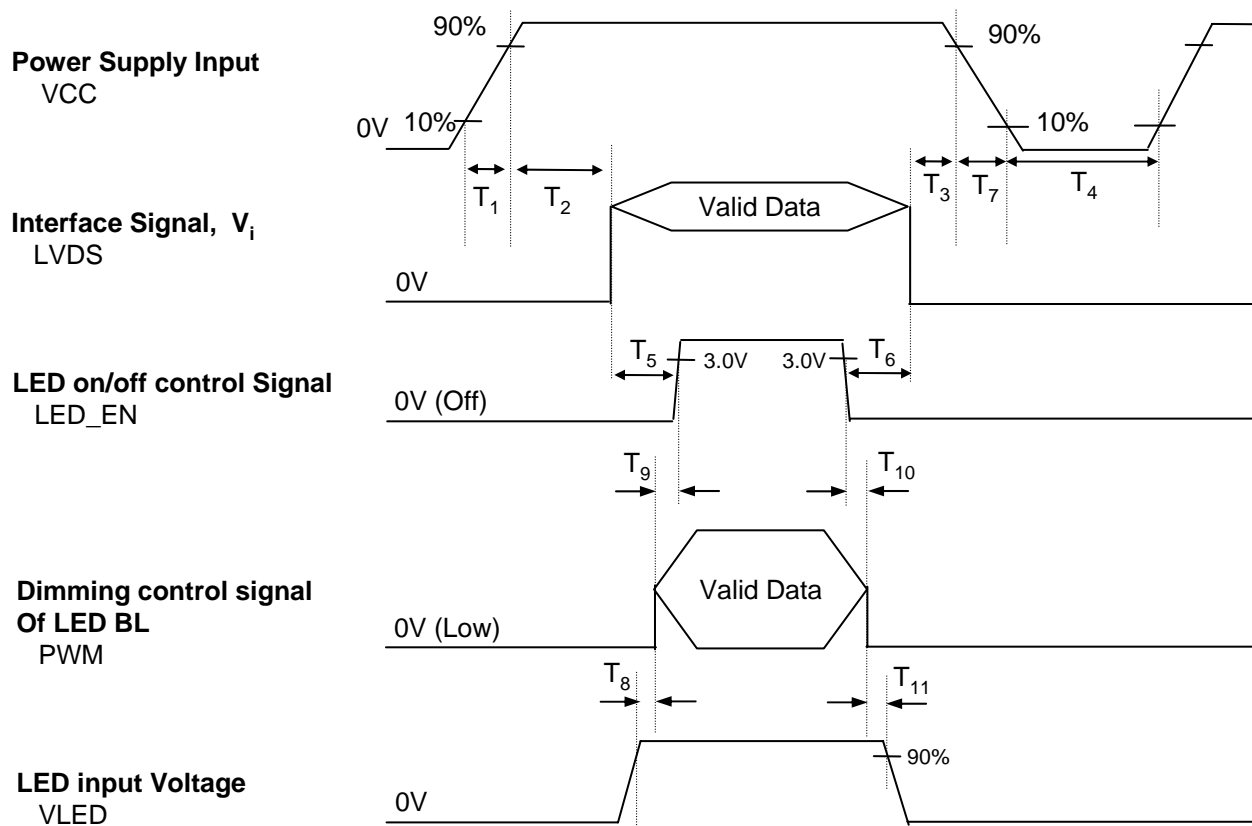 90%
90%
Power Supply Input
VCC
0V
10%
10%
T1
T2
T3
T7
T4
Interface Signal, Vi
LVDS
Valid Data
0V
T5
3.0V
3.0V
T6
LED on/off control Signal
LED_EN
0V (Off)
T9
T10
Dimming control signal
Of LED BL
PWM
Valid Data
0V (Low)
T8
T11
90%
LED input Voltage
VLED
0V